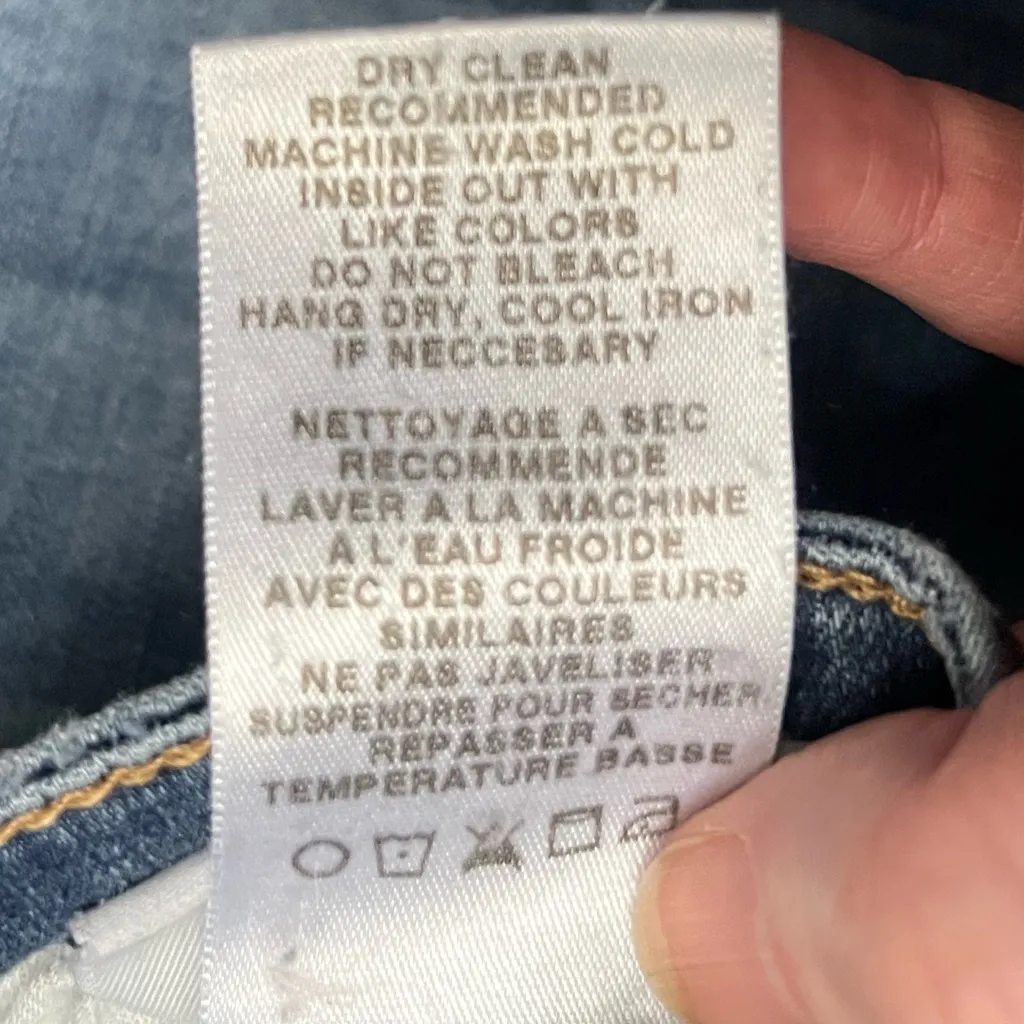 DRY CLEAN
RECOMMENDED
MACHINE WASH COLD
INSIDE OUT WITH
LIKE COLORS
DO NOT BLEACH
HANG DRY, COOL IRON
IF NECCESARY
NETTOYAGE A SEC
RECOMMENDE
LAVER A LA MACHINE
A L'EAU FROIDE
AVEC DES COULEURS
SIMILAIRES
NE PAS JAVELISER
SUSPENDRE POUR SECHER
REPASSER A
TEMPERATURE BASSE